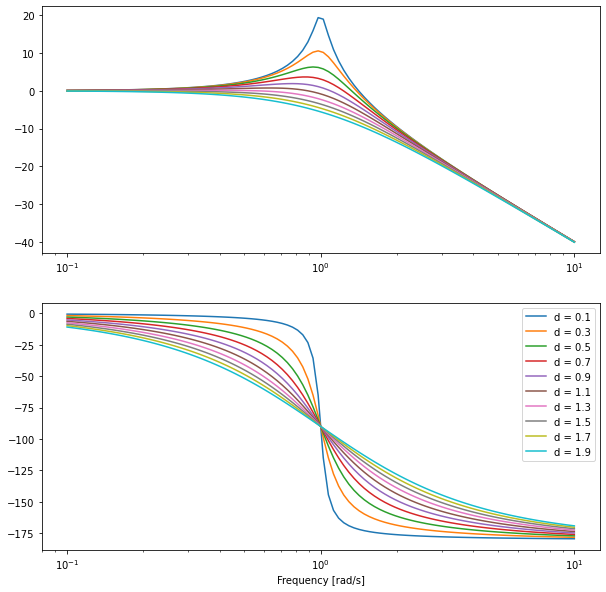 20
10
0
−10
−20
−30
−40
10⁻¹
10⁰
10¹
0
−25
−50
−75
−100
−125
−150
−175
d = 0.1
d = 0.3
d = 0.5
d = 0.7
d = 0.9
d = 1.1
d = 1.3
d = 1.5
d = 1.7
d = 1.9
10⁻¹
10⁰
10¹
Frequency [rad/s]